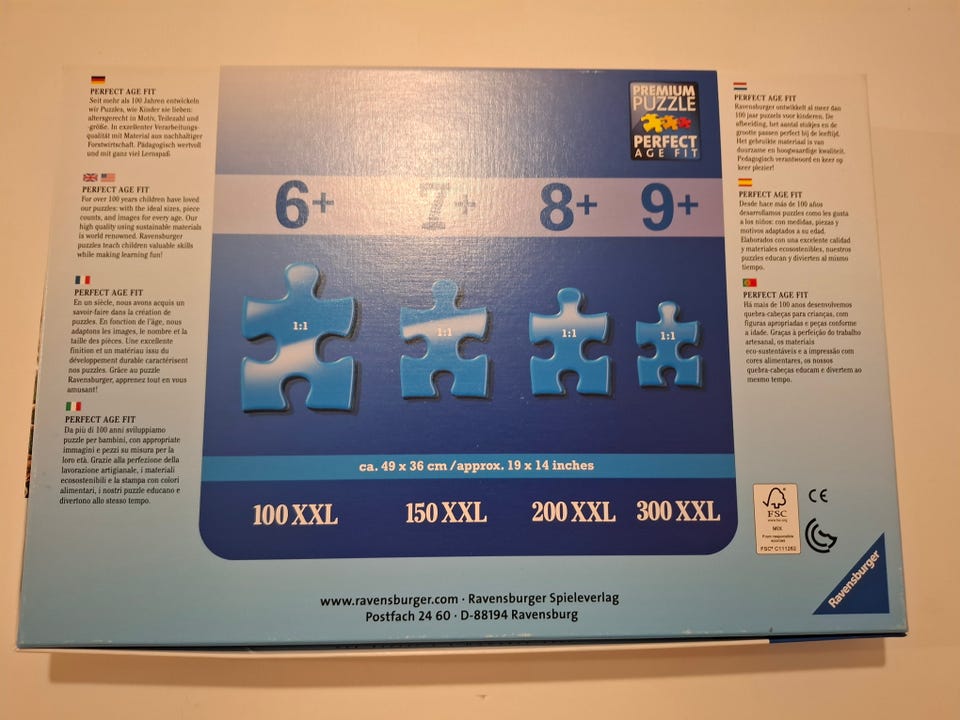 PERFECT AGE FIT
Seit mehr als 100 Jahren entwickeln
wir Puzzles, wie Kinder sie lieben:
altersgerecht in Motiv, Teilezahl und
-größe. In exzellenter Verarbeitungs-
qualität mit Material aus nachhaltiger
Forstwirtschaft. Pädagogisch wertvoll
und mit ganz viel Lernspaß.
PERFECT AGE FIT
For over 100 years children have loved
our puzzles: with the ideal sizes, piece
counts, and images for every age. Our
high quality using sustainable materials
is world renowned. Ravensburger
puzzles teach children valuable skills
while making learning fun!
PERFECT AGE FIT
En un siècle, nous avons acquis un
savoir-faire dans la création de
puzzles. En fonction de l'âge, nous
adaptons les images, le nombre et la
taille des pièces. Une excellente
finition et un matériau issu du
développement durable caractérisent
nos puzzles. Grâce au puzzle
Ravensburger, apprenez tout en vous
amusant!
PERFECT AGE FIT
Da più di 100 anni sviluppiamo
puzzle per bambini, con appropriate
immagini e pezzi su misura per la
loro età. Grazie alla perfezione della
lavorazione artigianale, i materiali
ecosostenibili e la stampa con colori
alimentari, i nostri puzzle educano e
divertono allo stesso tempo.
PREMIUM
PUZZLE
PERFECT
AGE FIT
6+ 7+ 8+ 9+
1:1 1:1 1:1 1:1
ca. 49 x 36 cm/approx. 19 x 14 inches
100 XXL 150 XXL 200 XXL 300 XXL
www.ravensburger.com · Ravensburger Spieleverlag
Postfach 24 60 · D-88194 Ravensburg
PERFECT AGE FIT
Ravensburger ontwikkelt al meer dan
100 jaar puzzels voor kinderen. De
afbeelding, het aantal stukjes en de
grootte passen perfect bij de leeftijd.
Het gebruikte materiaal is van
duurzame en hoogwaardige kwaliteit.
Pedagogisch verantwoord en keer op
keer plezier!
PERFECT AGE FIT
Desde hace más de 100 años
desarrollamos puzzles como les gusta
a los niños: con medidas, piezas y
motivos adaptados a su edad.
Elaborados con una excelente calidad
y materiales ecosostenibles, nuestros
puzzles educan y divierten al mismo
tiempo.
PERFECT AGE FIT
Há mais de 100 anos desenvolvemos
quebra-cabeças para crianças, com
figuras apropriadas e peças conforme
a idade. Graças à perfeição do trabalho
artesanal, os materiais
eco-sustentáveis e a impressão com
cores alimentares, os nossos
quebra-cabeças educam e divertem ao
mesmo tempo.
FSC
www.fsc.org
MIX
From responsible
sources
FSC® C111262
CE
Ravensburger